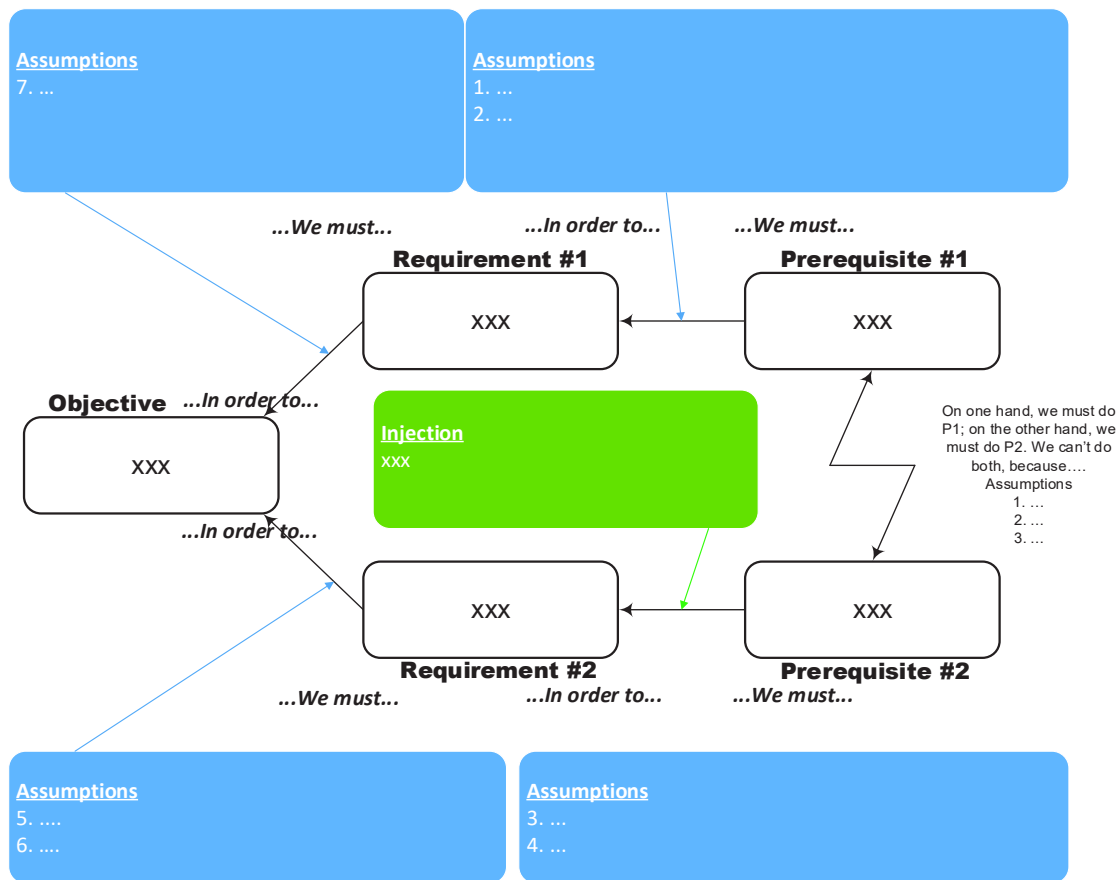 Assumptions
7. ...
Assumptions
1. ...
2. ...
...We must...
...In order to...
...We must...
Requirement #1
Prerequisite #1
xxx
xxx
Objective
...In order to...
xxx
Injection
xxx
On one hand, we must do
P1; on the other hand, we
must do P2. We can't do
both, because....
Assumptions
1. ...
2. ...
3. ...
...In order to...
xxx
xxx
Requirement #2
Prerequisite #2
...We must...
...In order to...
...We must...
Assumptions
5. ....
6. ....
Assumptions
3. ...
4. ...